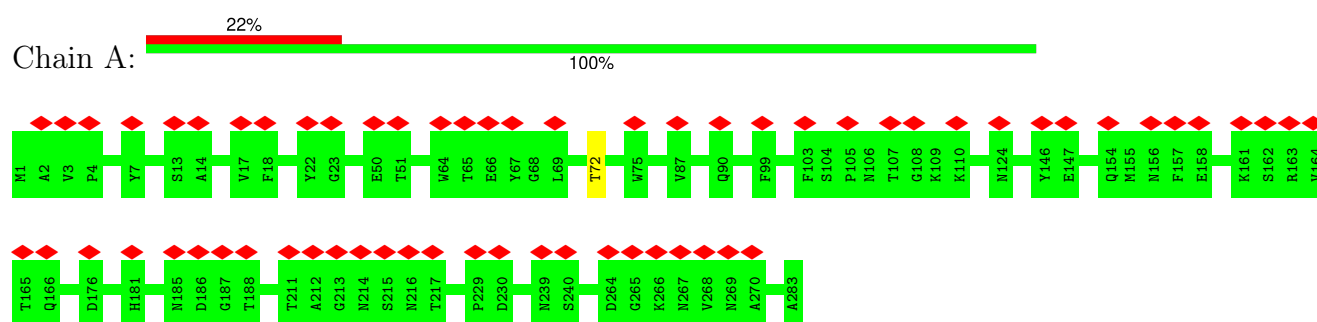 22%
Chain A:
100%
M1 A2 V3 P4 Y7 S13 A14 V17 F18 Y22 G23 E50 T51 W64 T65 E66 Y67 G68 L69 T72 W75 V87 Q90 F99 F103 S104 P105 N106 T107 G108 K109 K110 N124 Y146 E147 Q154 M155 N156 F157 E158 K161 S162 R163 V164
T165 Q166 D176 H181 N185 D186 G187 T188 T211 A212 G213 N214 S215 N216 T217 P229 D230 N239 S240 D264 G265 K266 N267 V268 N269 A270 A283